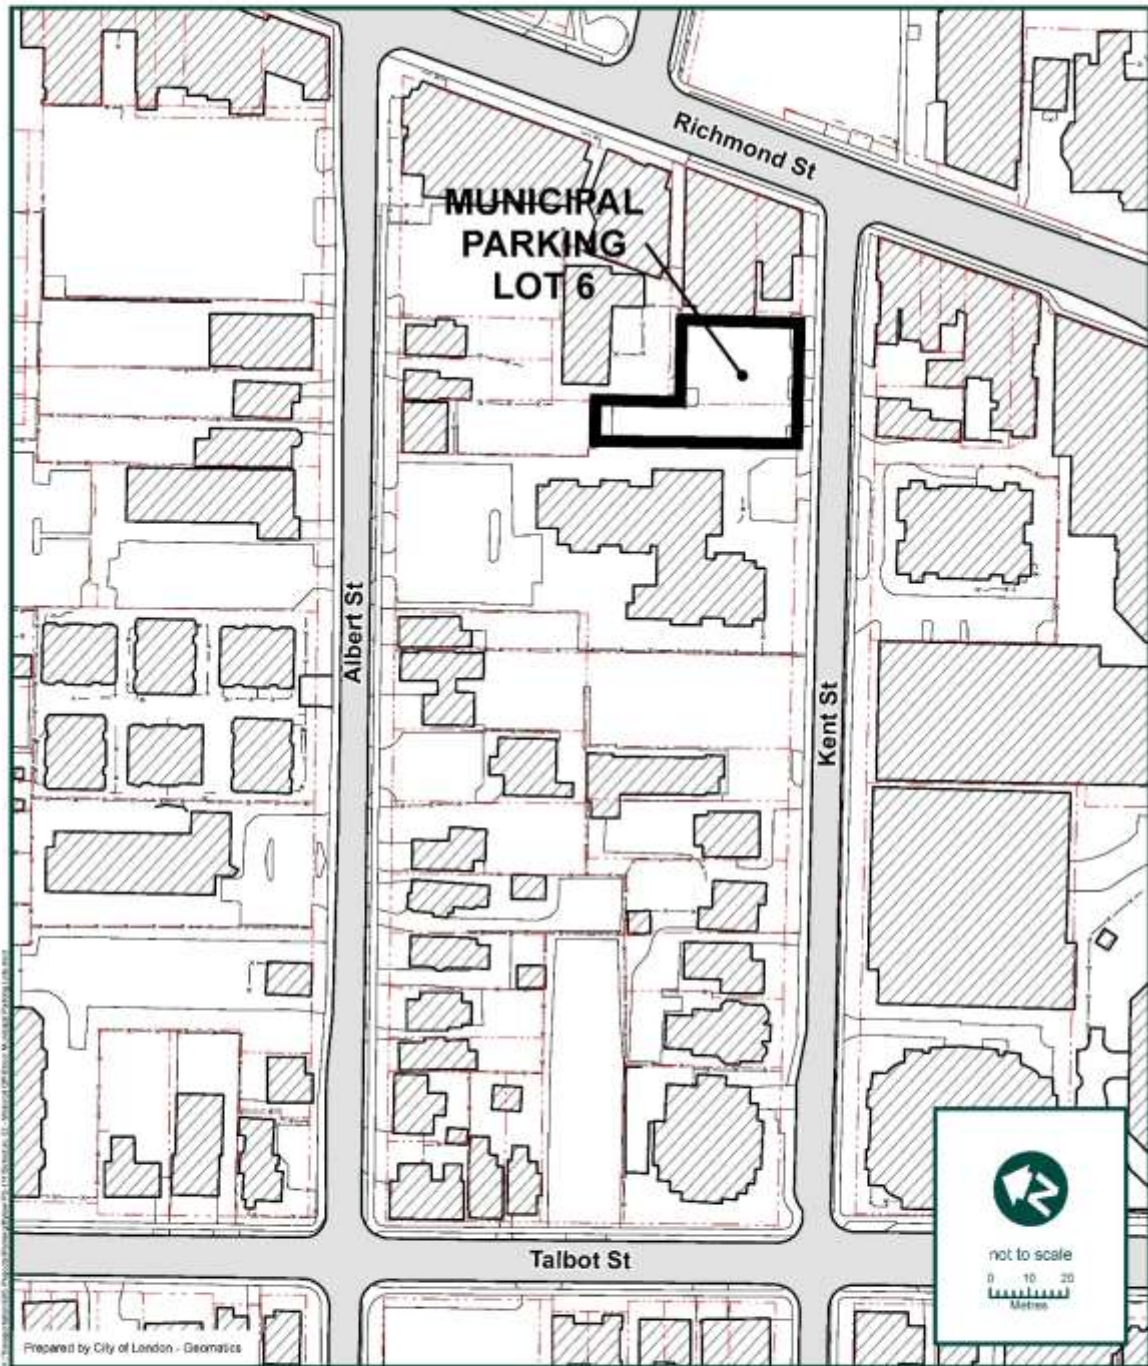 Richmond St
MUNICIPAL
PARKING
LOT 6
Albert St
Kent St
Talbot St
N
not to scale
0 10 20
Metres
Prepared by City of London - Geomatics